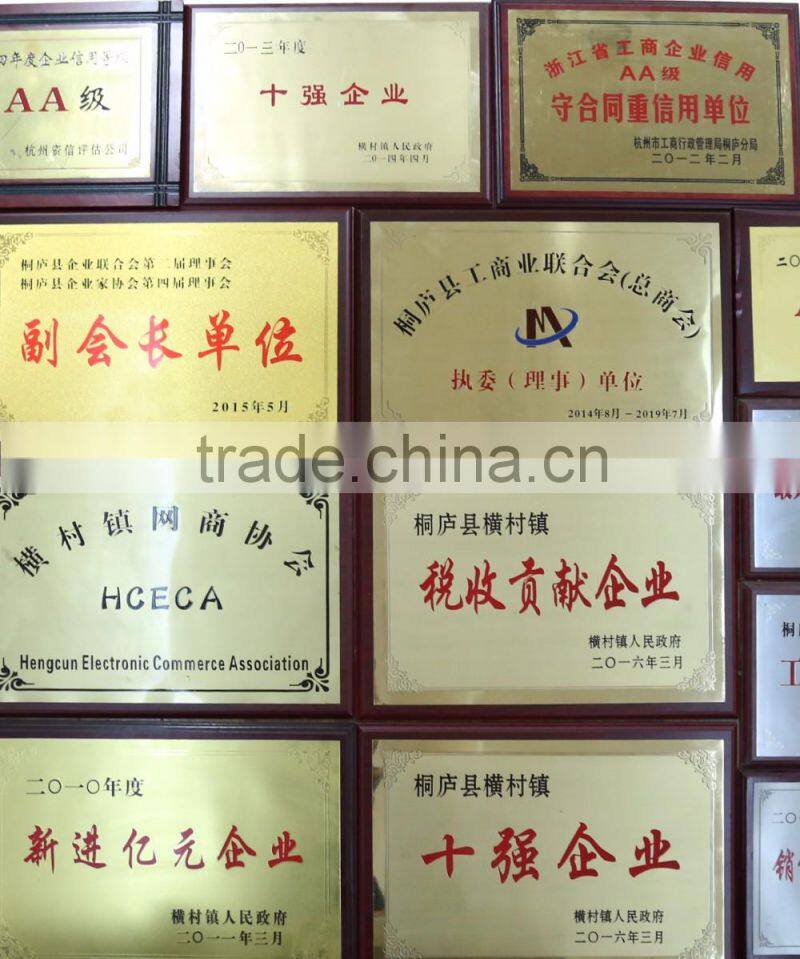 年度企业信用等级
AA级
杭州资信评估公司
二〇一三年度
十强企业
横村镇人民政府
二〇一四年四月
浙江省工商企业信用
AA级
守合同重信用单位
杭州市工商行政管理局桐庐分局
二〇一二年二月
桐庐县企业联合会第二届理事会
桐庐县企业家协会第四届理事会
副会长单位
2015年5月
桐庐县工商业联合会(总商会)
执委（理事）单位
2014年8月－2019年7月
二〇
trade.china.cn
横村镇网商协会
HCECA
Hengcun Electronic Commerce Association
桐庐县横村镇
税收贡献企业
横村镇人民政府
二〇一六年三月
桐
工
二〇一〇年度
新进亿元企业
横村镇人民政府
二〇一一年三月
桐庐县横村镇
十强企业
横村镇人民政府
二〇一六年三月
二〇
销